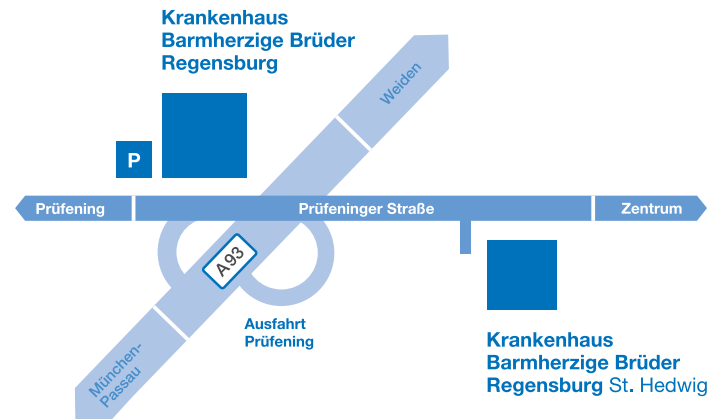 Krankenhaus
Barmherzige Brüder
Regensburg
Weiden
P
Prüfening
Prüfeninger Straße
Zentrum
A93
Ausfahrt
Prüfening
München-
Passau
Krankenhaus
Barmherzige Brüder
Regensburg St. Hedwig